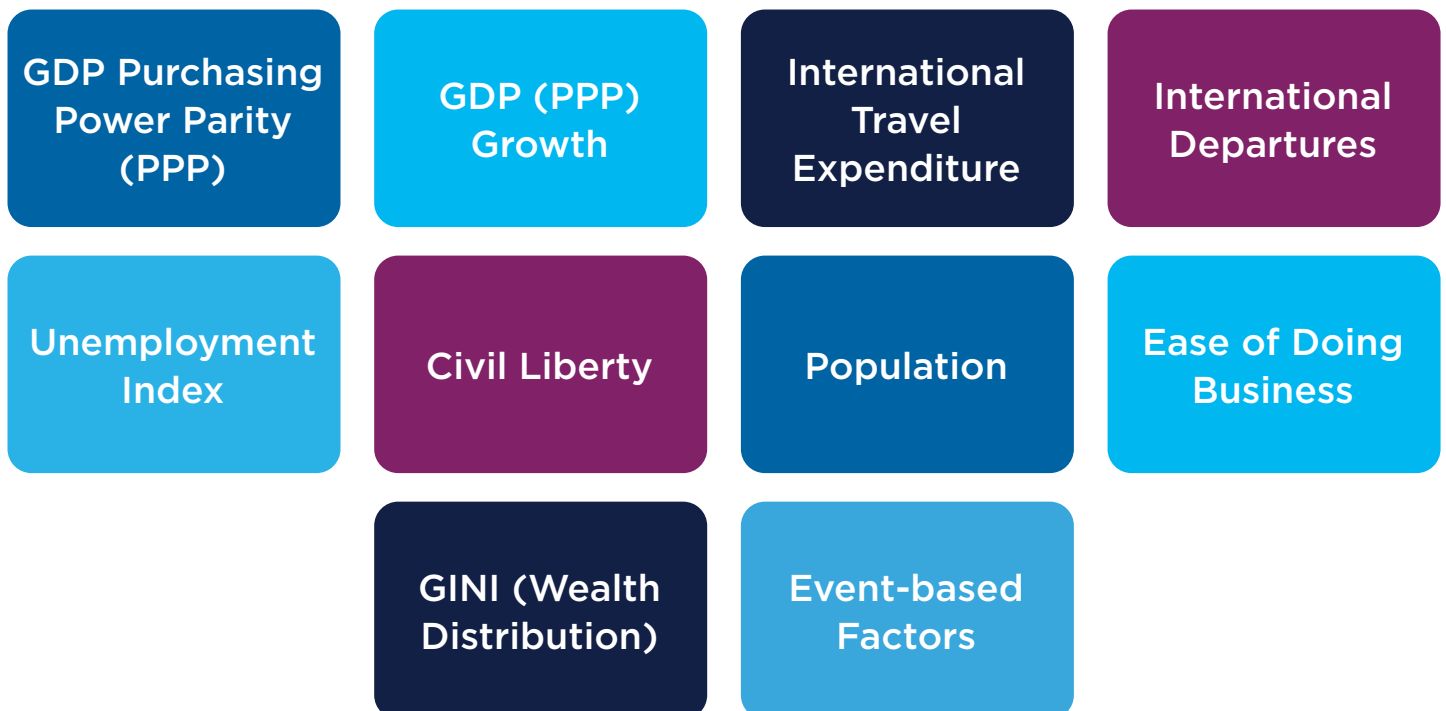 GDP Purchasing
Power Parity
(PPP)
GDP (PPP)
Growth
International
Travel
Expenditure
International
Departures
Unemployment
Index
Civil Liberty
Population
Ease of Doing
Business
GINI (Wealth
Distribution)
Event-based
Factors